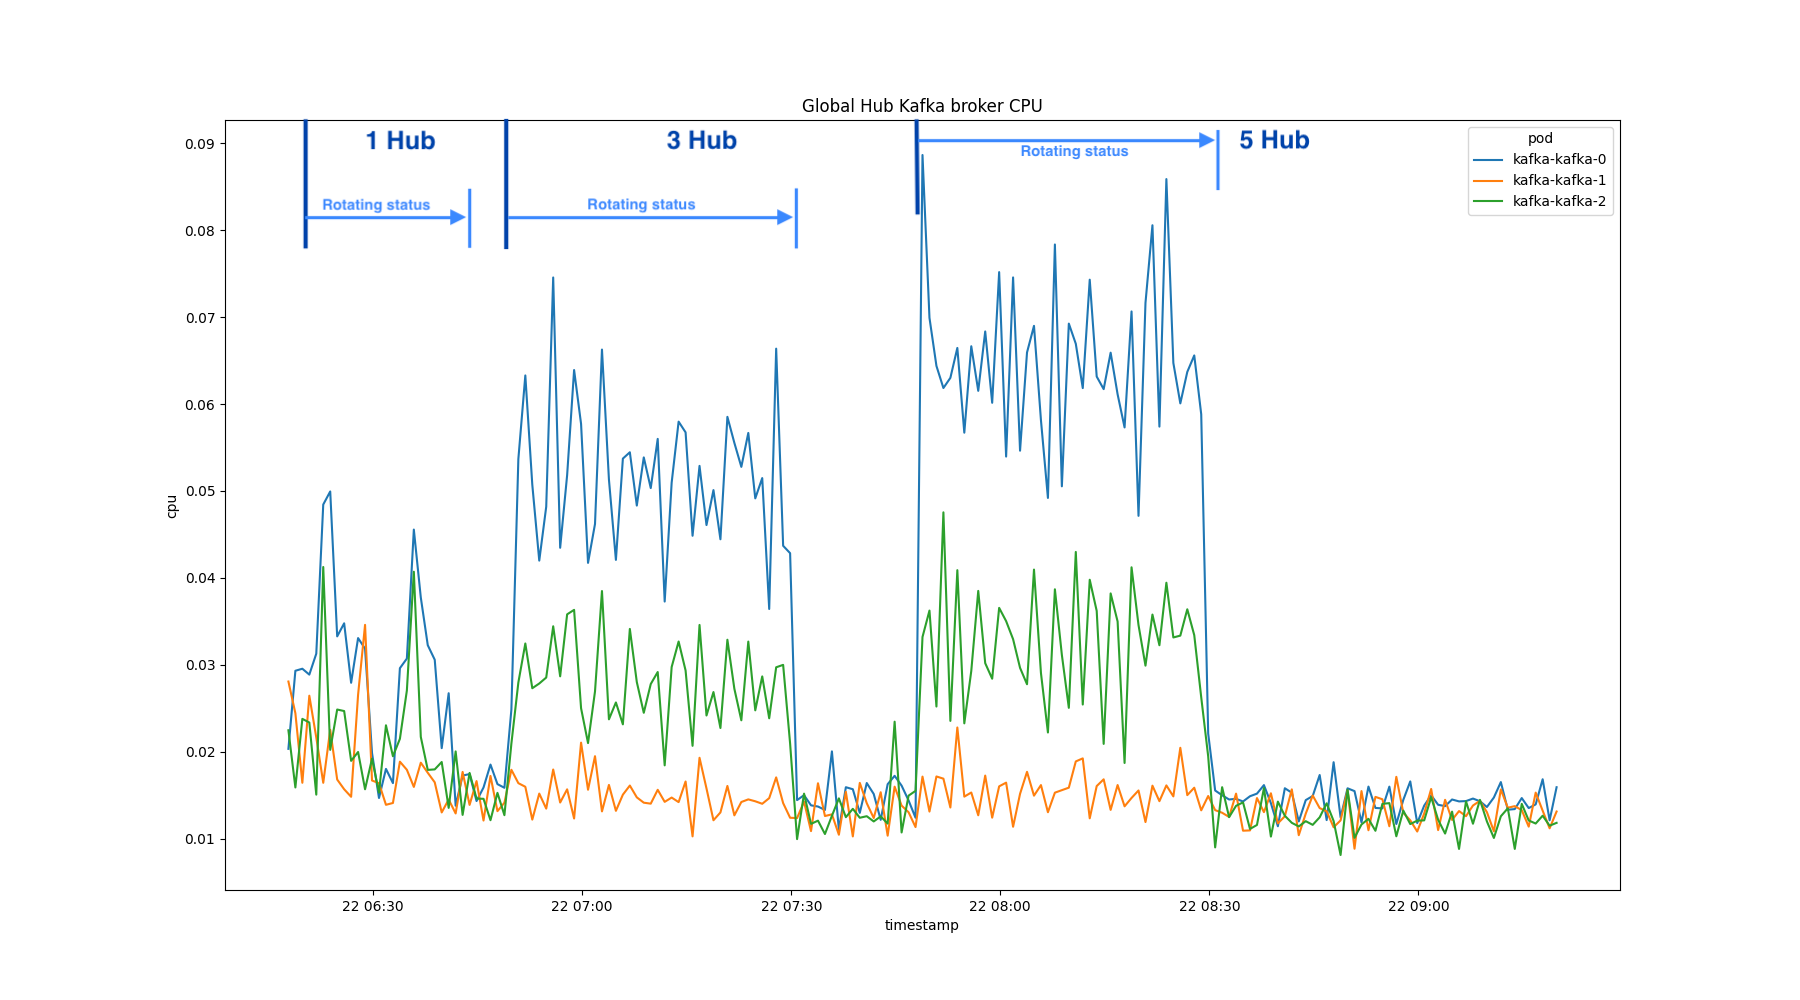 Global Hub Kafka broker CPU
1 Hub
3 Hub
5 Hub
Rotating status
Rotating status
Rotating status
pod
kafka-kafka-0
kafka-kafka-1
kafka-kafka-2
cpu
0.09
0.08
0.07
0.06
0.05
0.04
0.03
0.02
0.01
22 06:30
22 07:00
22 07:30
22 08:00
22 08:30
22 09:00
timestamp